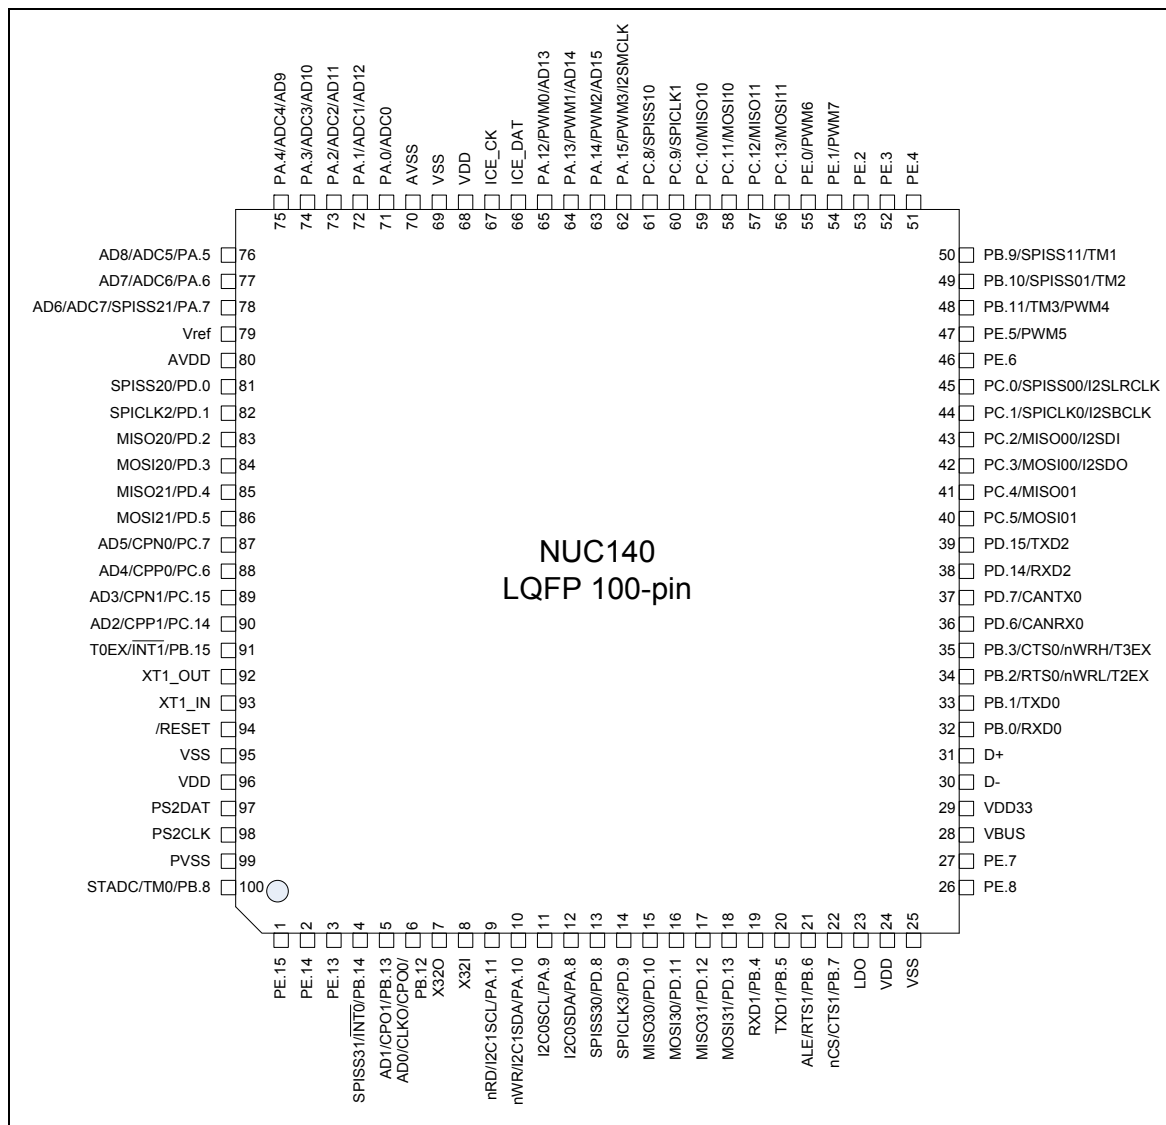 PA.4/ADC4/AD9
PA.3/ADC3/AD10
PA.2/ADC2/AD11
PA.1/ADC1/AD12
PA.0/ADC0
AVSS
VSS
VDD
ICE_CK
ICE_DAT
PA.12/PWM0/AD13
PA.13/PWM1/AD14
PA.14/PWM2/AD15
PA.15/PWM3/I2SMCLK
PC.8/SPISS10
PC.9/SPICLK1
PC.10/MISO10
PC.11/MOSI10
PC.12/MISO11
PC.13/MOSI11
PE.0/PWM6
PE.1/PWM7
PE.2
PE.3
PE.4
75 74 73 72 71 70 69 68 67 66 65 64 63 62 61 60 59 58 57 56 55 54 53 52 51
AD8/ADC5/PA.5 76
AD7/ADC6/PA.6 77
AD6/ADC7/SPISS21/PA.7 78
Vref 79
AVDD 80
SPISS20/PD.0 81
SPICLK2/PD.1 82
MISO20/PD.2 83
MOSI20/PD.3 84
MISO21/PD.4 85
MOSI21/PD.5 86
AD5/CPN0/PC.7 87
AD4/CPP0/PC.6 88
AD3/CPN1/PC.15 89
AD2/CPP1/PC.14 90
T0EX/INT1/PB.15 91
XT1_OUT 92
XT1_IN 93
/RESET 94
VSS 95
VDD 96
PS2DAT 97
PS2CLK 98
PVSS 99
STADC/TM0/PB.8 100
NUC140
LQFP 100-pin
50 PB.9/SPISS11/TM1
49 PB.10/SPISS01/TM2
48 PB.11/TM3/PWM4
47 PE.5/PWM5
46 PE.6
45 PC.0/SPISS00/I2SLRCLK
44 PC.1/SPICLK0/I2SBCLK
43 PC.2/MISO00/I2SDI
42 PC.3/MOSI00/I2SDO
41 PC.4/MISO01
40 PC.5/MOSI01
39 PD.15/TXD2
38 PD.14/RXD2
37 PD.7/CANTX0
36 PD.6/CANRX0
35 PB.3/CTS0/nWRH/T3EX
34 PB.2/RTS0/nWRL/T2EX
33 PB.1/TXD0
32 PB.0/RXD0
31 D+
30 D-
29 VDD33
28 VBUS
27 PE.7
26 PE.8
1 2 3 4 5 6 7 8 9 10 11 12 13 14 15 16 17 18 19 20 21 22 23 24 25
PE.15
PE.14
PE.13
SPISS31/INT0/PB.14
AD1/CPO1/PB.13
AD0/CLKO/CPO0/
PB.12
X32O
X32I
nRD/I2C1SCL/PA.11
nWR/I2C1SDA/PA.10
I2C0SCL/PA.9
I2C0SDA/PA.8
SPISS30/PD.8
SPICLK3/PD.9
MISO30/PD.10
MOSI30/PD.11
MISO31/PD.12
MOSI31/PD.13
RXD1/PB.4
TXD1/PB.5
ALE/RTS1/PB.6
nCS/CTS1/PB.7
LDO
VDD
VSS